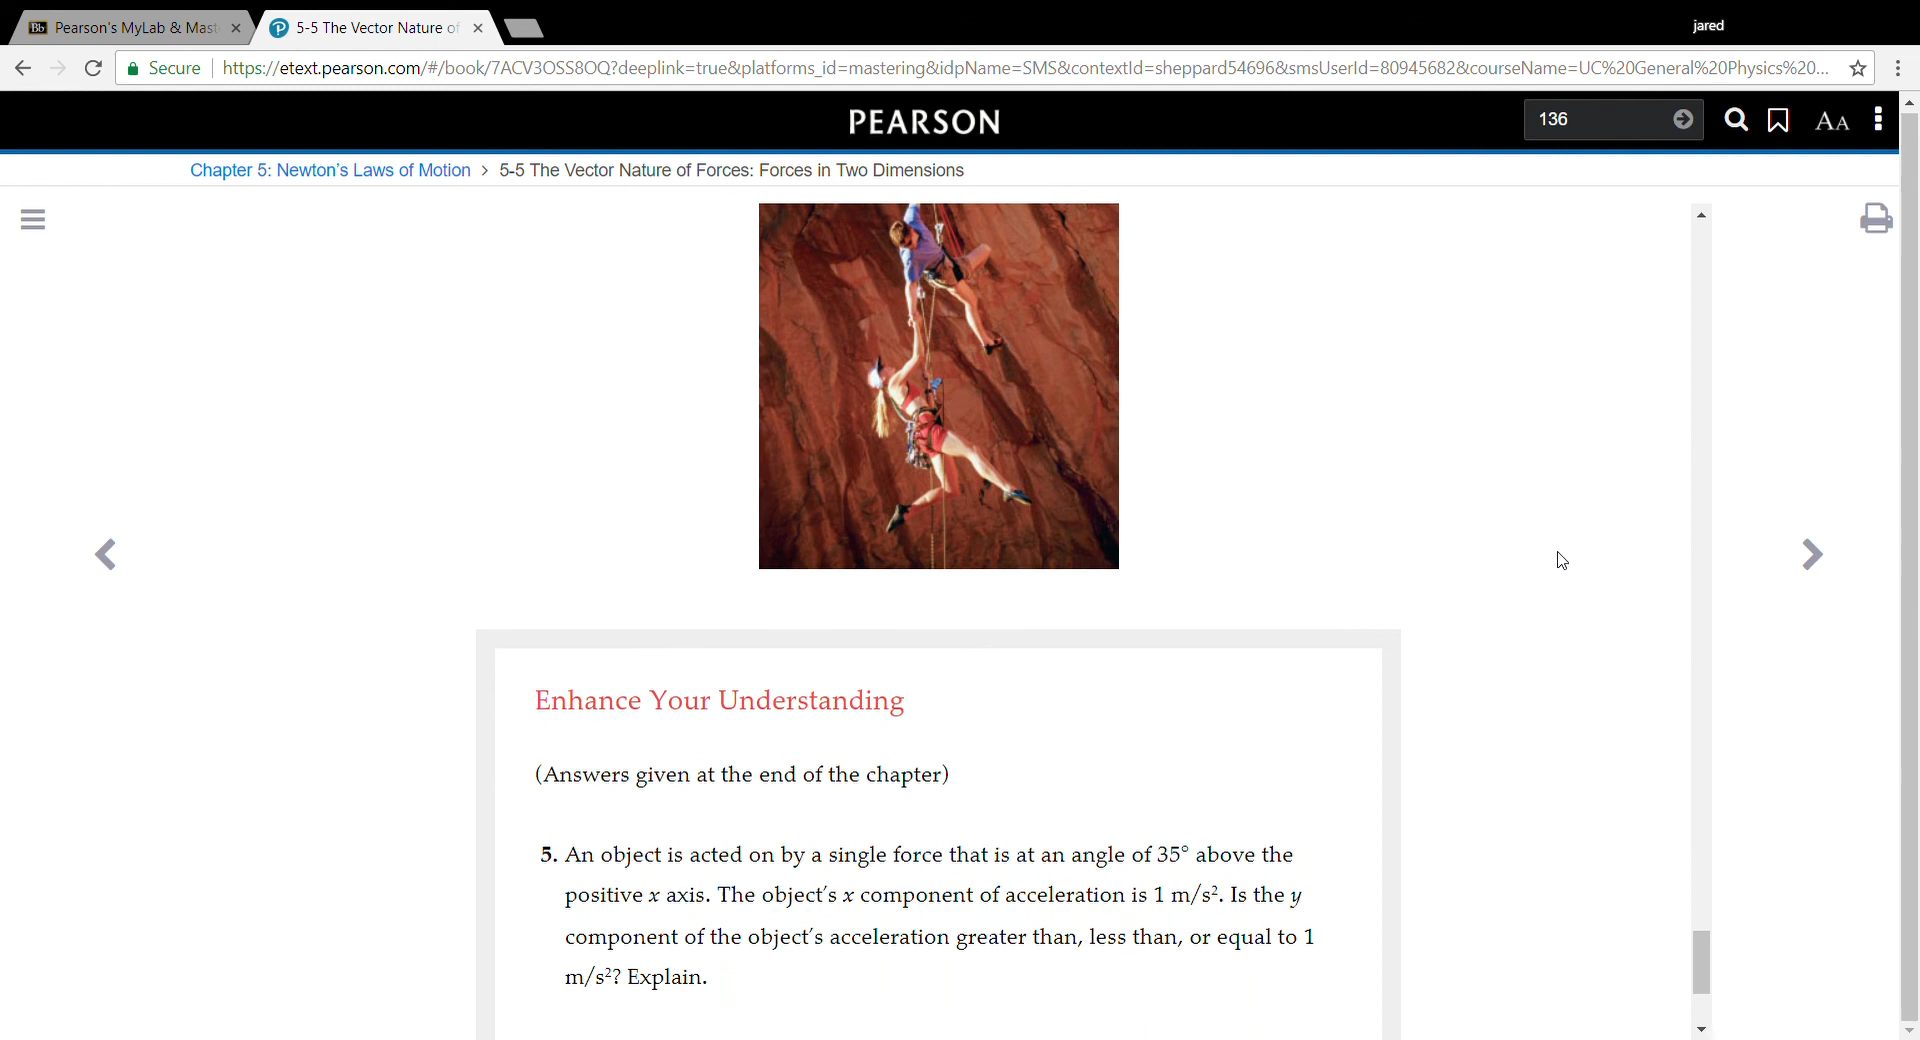 Bb Pearson's MyLab & Mast
P 5-5 The Vector Nature of
jared
Secure https://etext.pearson.com/#/book/7ACV3OSS8OQ?deeplink=true&platforms_id=mastering&idpName=SMS&contextId=sheppard54696&smsUserId=80945682&courseName=UC%20General%20Physics%20...
PEARSON
136
AA
Chapter 5: Newton's Laws of Motion > 5-5 The Vector Nature of Forces: Forces in Two Dimensions
Enhance Your Understanding
(Answers given at the end of the chapter)
5. An object is acted on by a single force that is at an angle of 35° above the
positive x axis. The object's x component of acceleration is 1 m/s². Is the y
component of the object's acceleration greater than, less than, or equal to 1
m/s²? Explain.